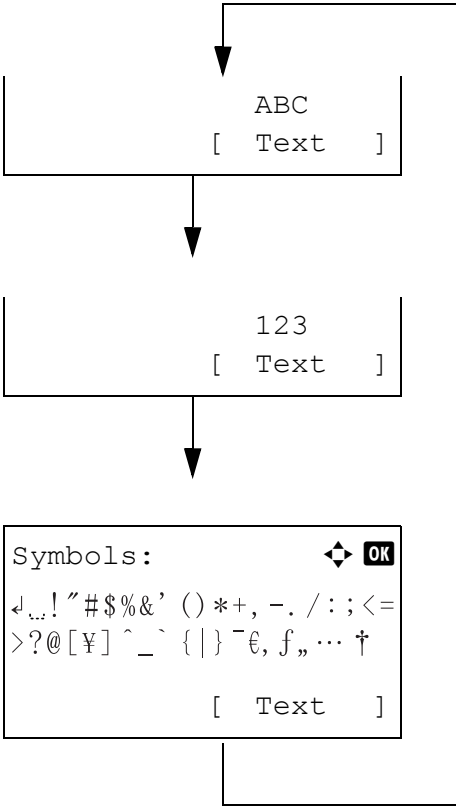 ABC
[ Text ]
123
[ Text ]
Symbols: OK
↲␣!"#$%&'()*+,-./:;<=
>?@[¥]^_`{|}¯€‚ƒ„…†
[ Text ]